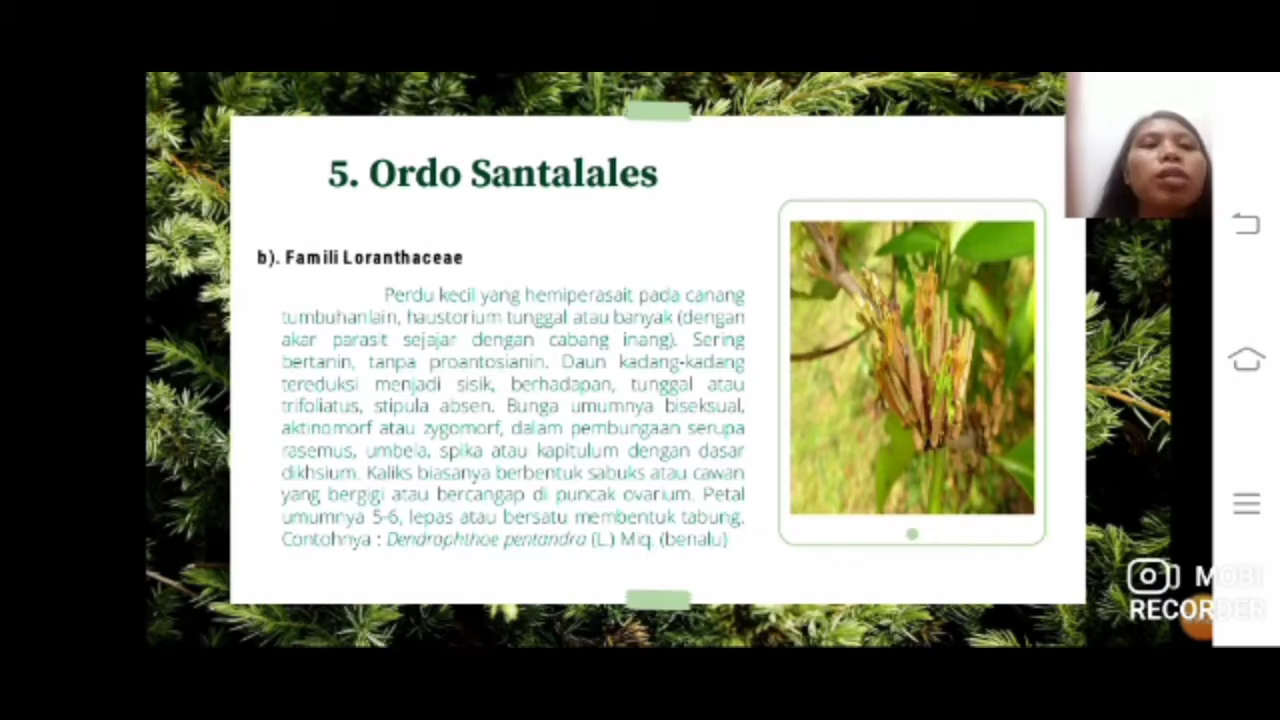 5. Ordo Santalales
b). Famili Loranthaceae
Perdu kecil yang hemiperasait pada canang
tumbuhanlain, haustorium tunggal atau banyak (dengan
akar parasit sejajar dengan cabang inang). Sering
bertanin, tanpa proantosianin. Daun kadang-kadang
tereduksi menjadi sisik, berhadapan, tunggal atau
trifoliatus, stipula absen. Bunga umumnya biseksual,
aktinomorf atau zygomorf, dalam pembungaan serupa
rasemus, umbela, spika atau kapitulum dengan dasar
dikhsium. Kaliks biasanya berbentuk sabuks atau cawan
yang bergigi atau bercangap di puncak ovarium. Petal
umumnya 5-6, lepas atau bersatu membentuk tabung.
Contohnya : Dendrophthoe pentandra (L.) Miq. (benalu)
MOBI
RECORDER